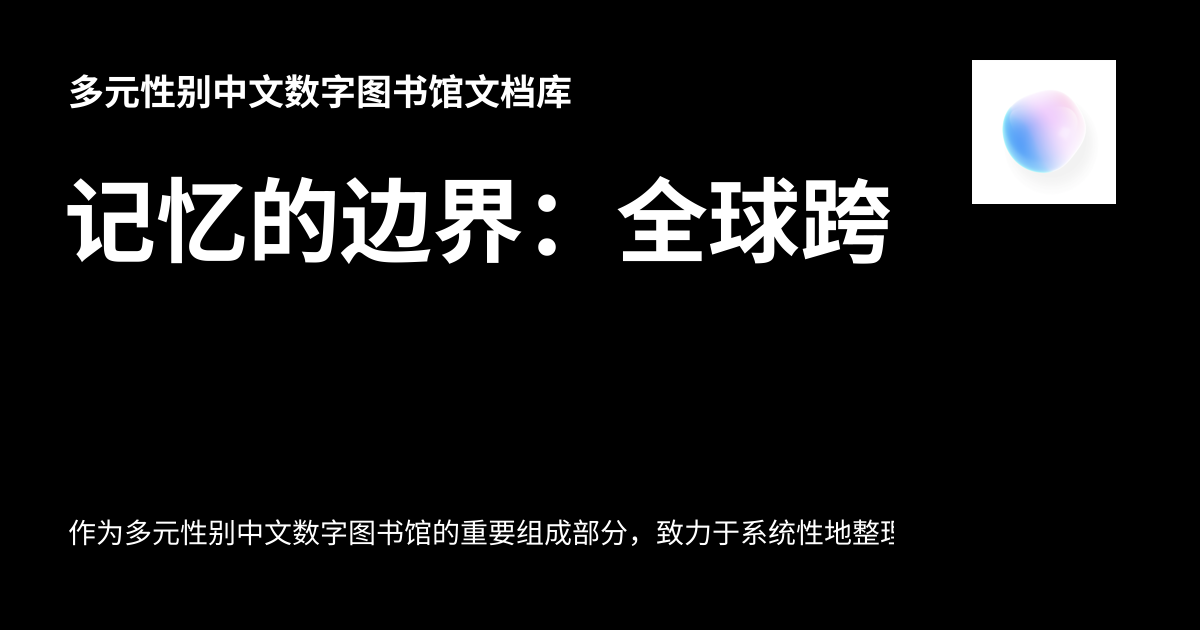 多元性别中文数字图书馆文档库
记忆的边界：全球跨
作为多元性别中文数字图书馆的重要组成部分，致力于系统性地整理